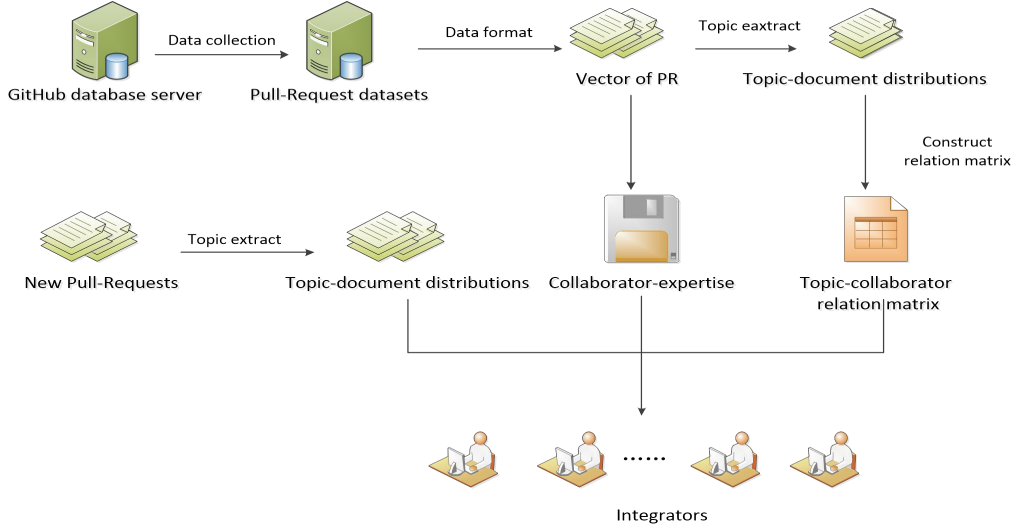 Data collection
Data format
Topic eaxtract
GitHub database server
Pull-Request datasets
Vector of PR
Topic-document distributions
Construct
relation matrix
Topic extract
New Pull-Requests
Topic-document distributions
Collaborator-expertise
Topic-collaborator
relation matrix
......
Integrators